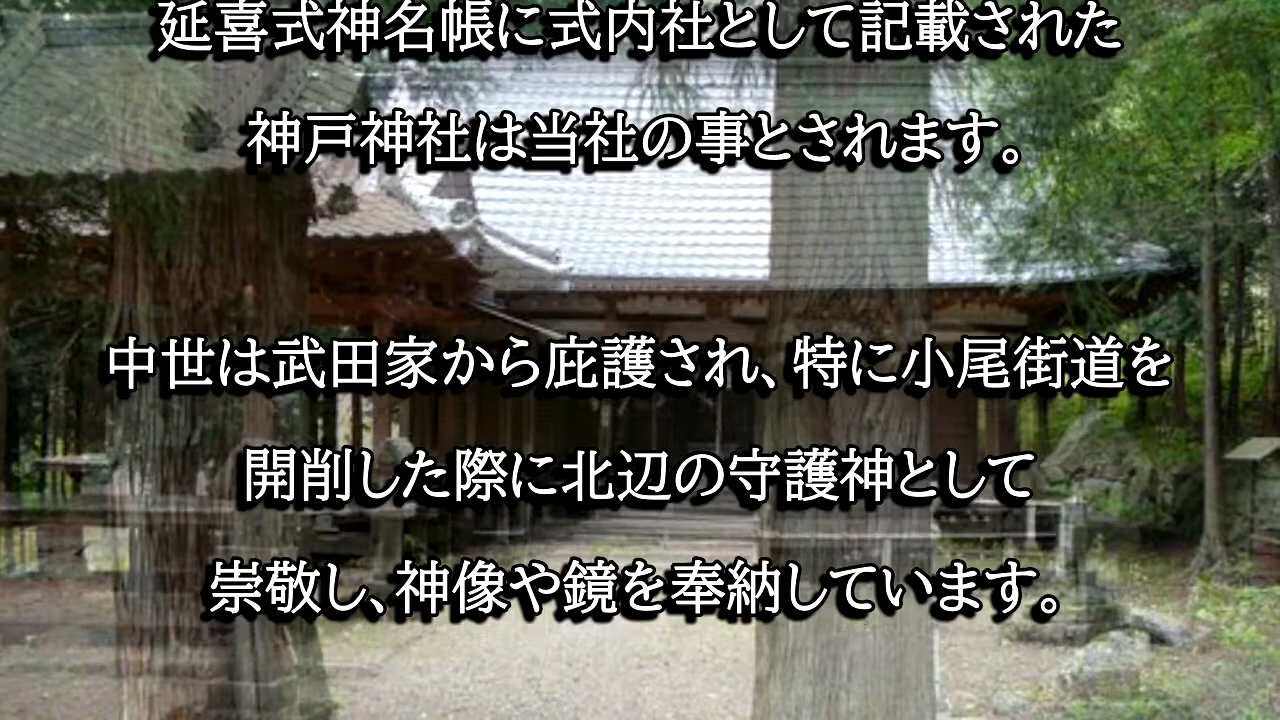 延喜式神名帳に式内社として記載された
神戸神社は当社の事とされます。
中世は武田家から庇護され、特に小尾街道を
開削した際に北辺の守護神として
崇敬し、神像や鏡を奉納しています。